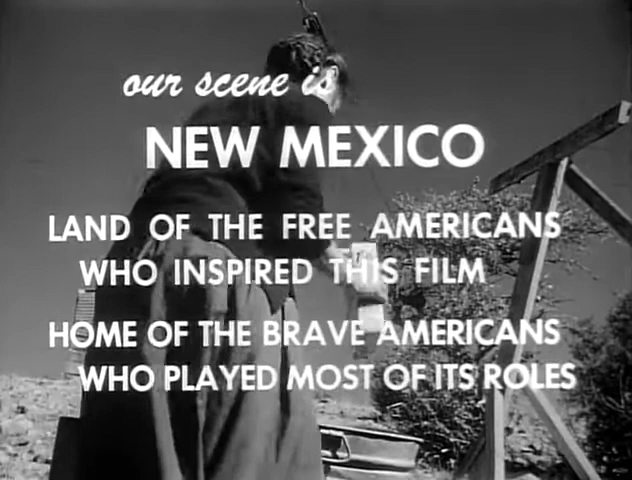 our scene is
NEW MEXICO
LAND OF THE FREE AMERICANS
WHO INSPIRED THIS FILM
HOME OF THE BRAVE AMERICANS
WHO PLAYED MOST OF ITS ROLES